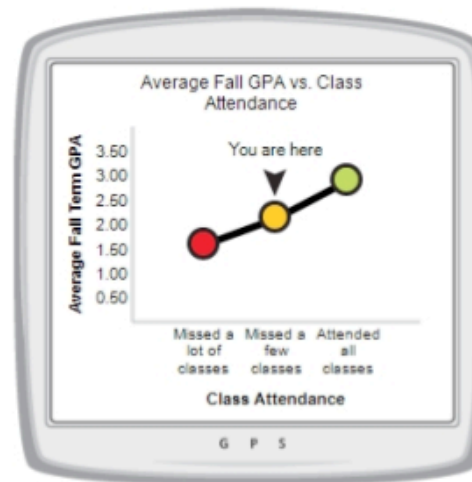 Average Fall GPA vs. Class
Attendance
You are here
Average Fall Term GPA
3.50
3.00
2.50
2.00
1.50
1.00
0.50
Missed a
lot of
classes
Missed a
few
classes
Attended
all
classes
Class Attendance
G P S